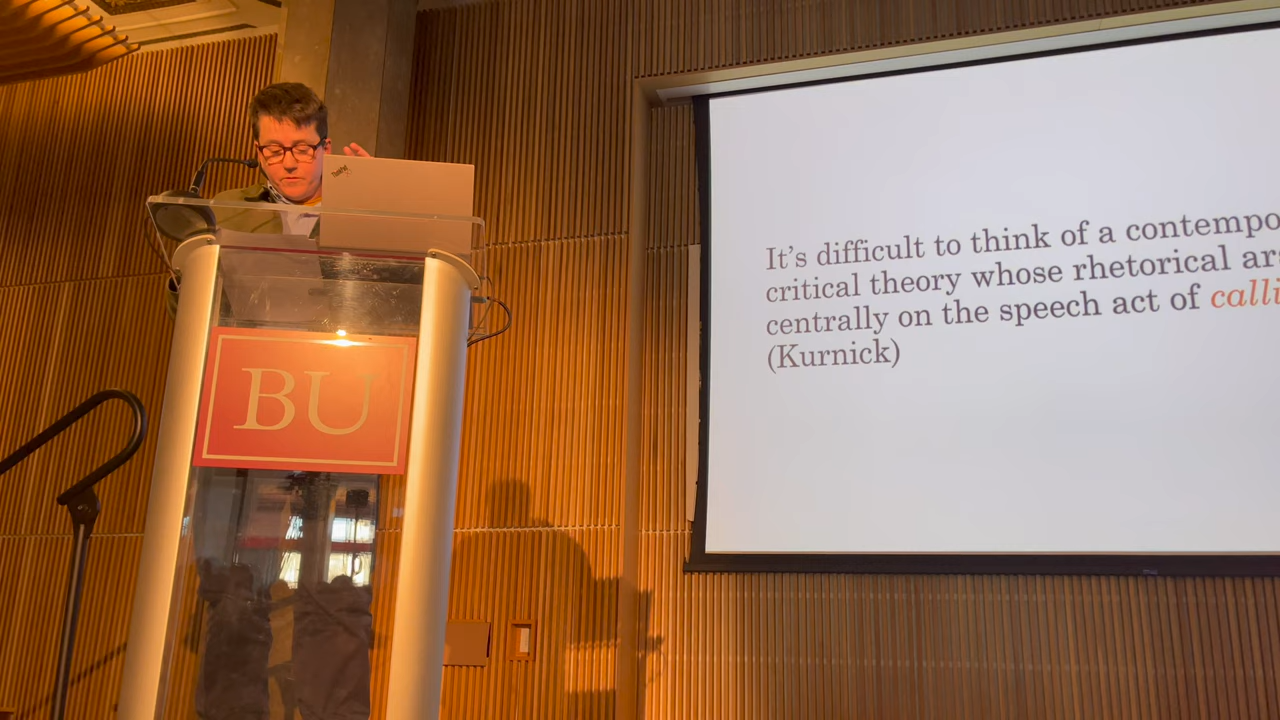 ThinkPad
BU
It's difficult to think of a contempo
critical theory whose rhetorical ar
centrally on the speech act of calli
(Kurnick)